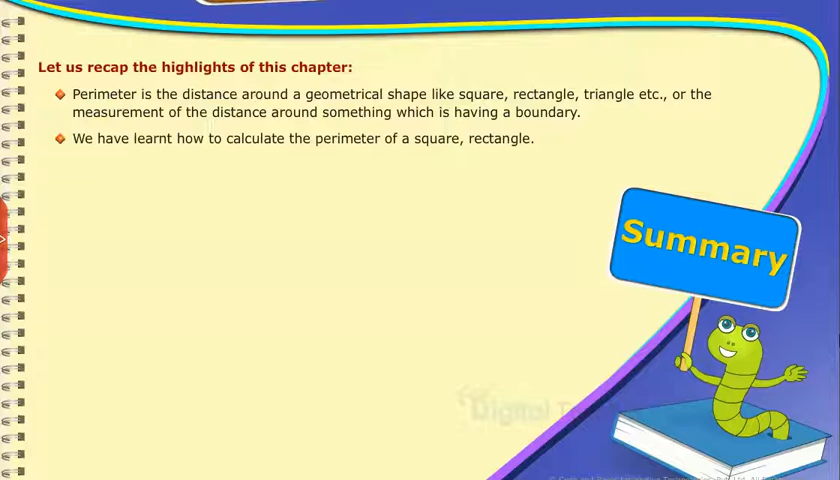 Let us recap the highlights of this chapter:
Perimeter is the distance around a geometrical shape like square, rectangle, triangle etc., or the
measurement of the distance around something which is having a boundary.
We have learnt how to calculate the perimeter of a square, rectangle.
Summary
Digital